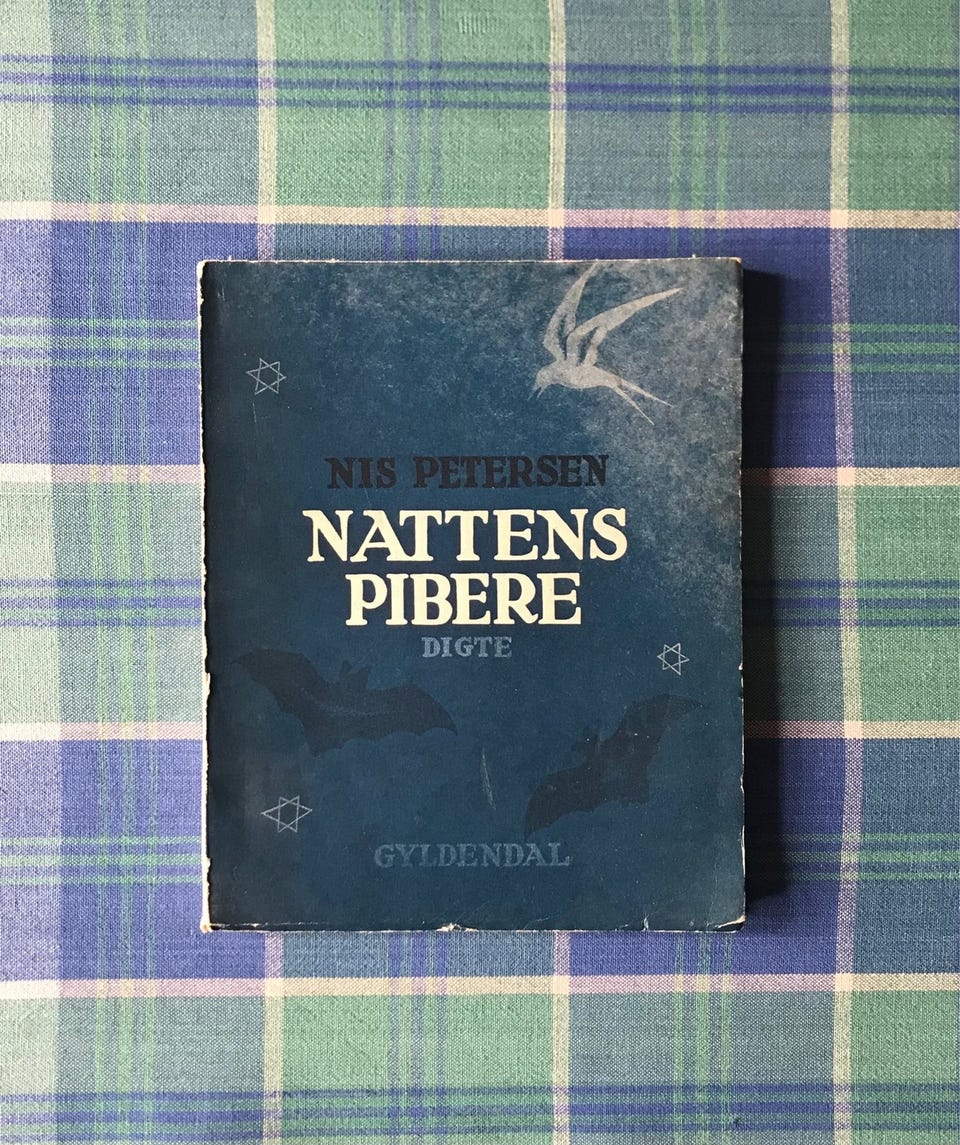 NIS PETERSEN
NATTENS
PIBERE
DIGTE
GYLDENDAL